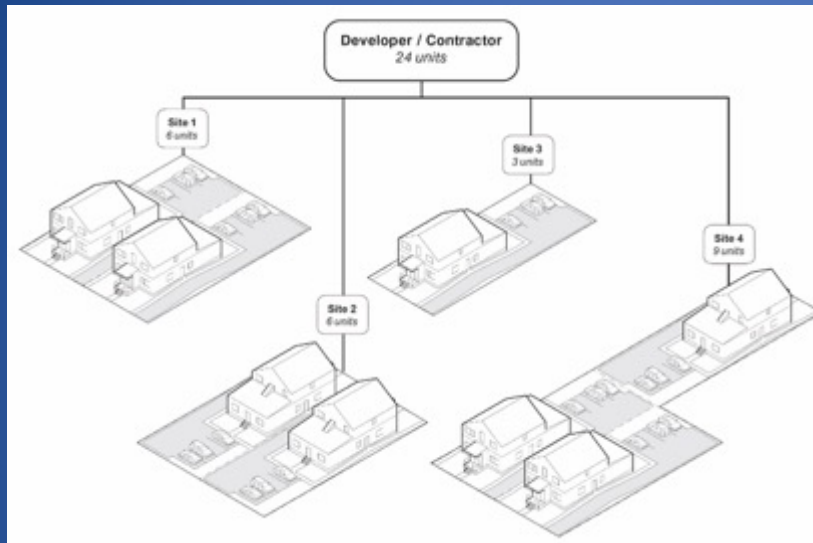 Developer / Contractor
24 units
Site 1
6 units
Site 3
3 units
Site 4
9 units
Site 2
6 units